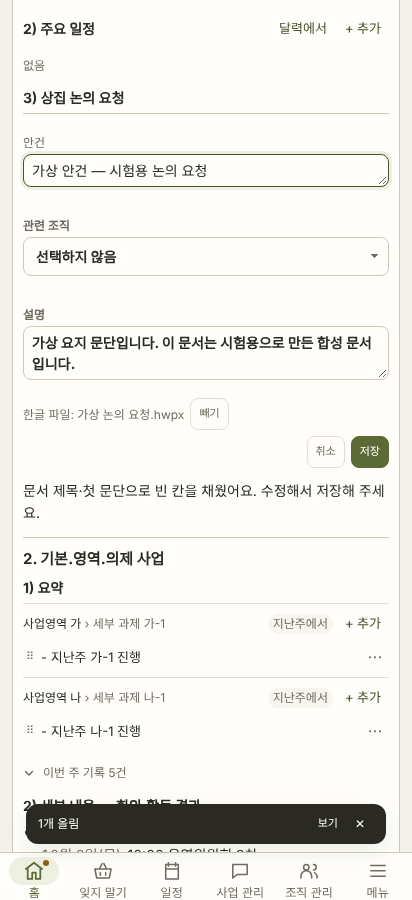 2) 주요 일정 달력에서 + 추가
없음
3) 상집 논의 요청
안건
가상 안건 — 시험용 논의 요청
관련 조직
선택하지 않음
설명
가상 요지 문단입니다. 이 문서는 시험용으로 만든 합성 문서
입니다.
한글 파일: 가상 논의 요청.hwpx 빼기
취소 저장
문서 제목·첫 문단으로 빈 칸을 채웠어요. 수정해서 저장해 주세
요.
2. 기본.영역.의제 사업
1) 요약
사업영역 가 › 세부 과제 가-1 지난주에서 + 추가
- 지난주 가-1 진행 ⋯
사업영역 나 › 세부 과제 나-1 지난주에서 + 추가
- 지난주 나-1 진행 ⋯
이번 주 기록 5건
1개 올림 보기 ×
홈 잊지 말기 일정 사업 관리 조직 관리 메뉴